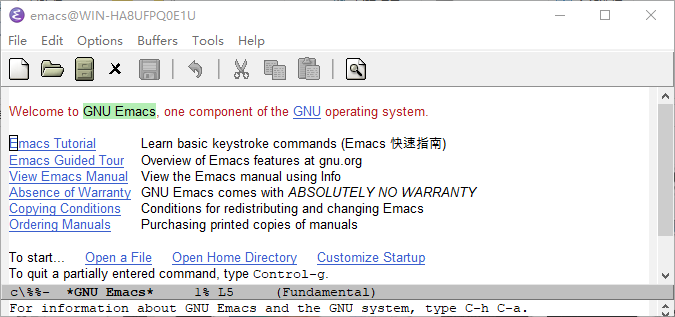 emacs@WIN-HA8UFPQ0E1U
File Edit Options Buffers Tools Help
Welcome to GNU Emacs, one component of the GNU operating system.
Emacs Tutorial Learn basic keystroke commands (Emacs 快速指南)
Emacs Guided Tour Overview of Emacs features at gnu.org
View Emacs Manual View the Emacs manual using Info
Absence of Warranty GNU Emacs comes with ABSOLUTELY NO WARRANTY
Copying Conditions Conditions for redistributing and changing Emacs
Ordering Manuals Purchasing printed copies of manuals
To start... Open a File Open Home Directory Customize Startup
To quit a partially entered command, type Control-g.
c\%%- *GNU Emacs* 1% L5 (Fundamental)
For information about GNU Emacs and the GNU system, type C-h C-a.